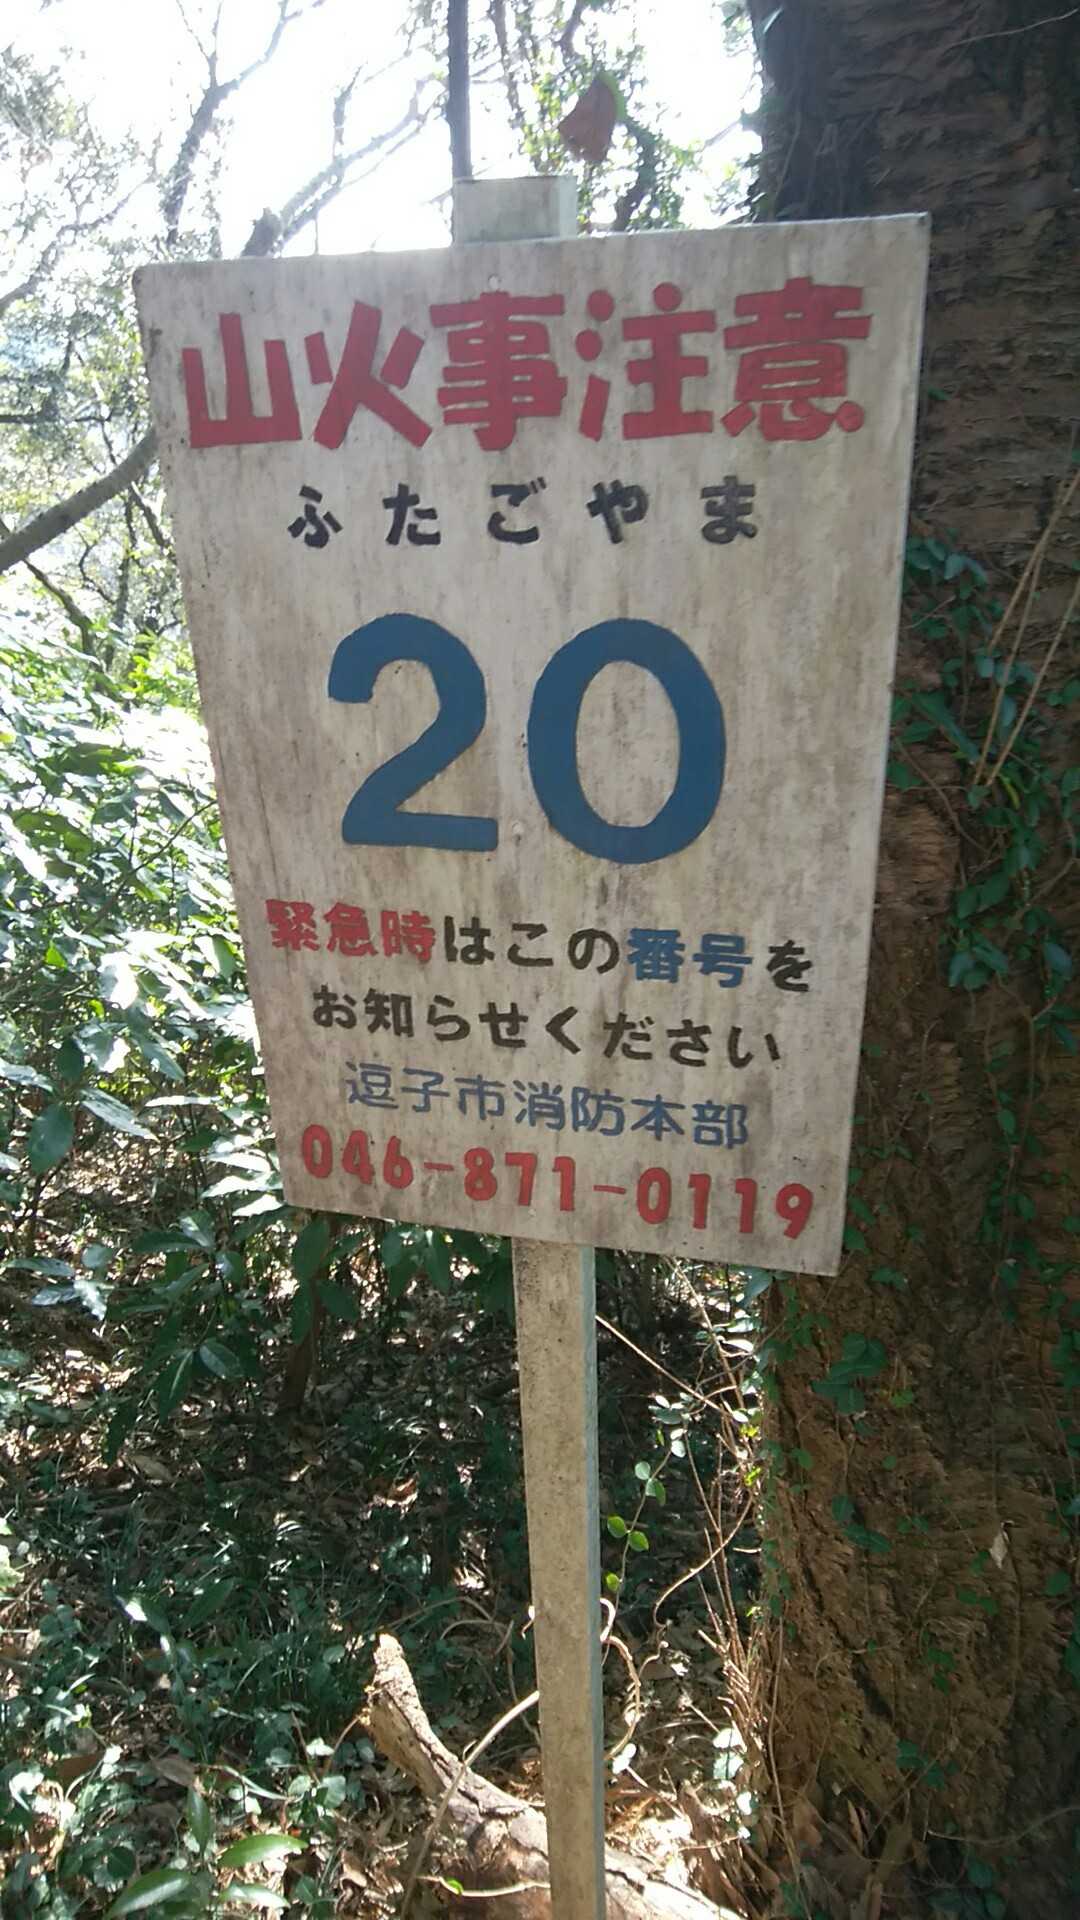 山火事注意
ふたごやま
20
緊急時はこの番号を
お知らせください
逗子市消防本部
046-871-0119